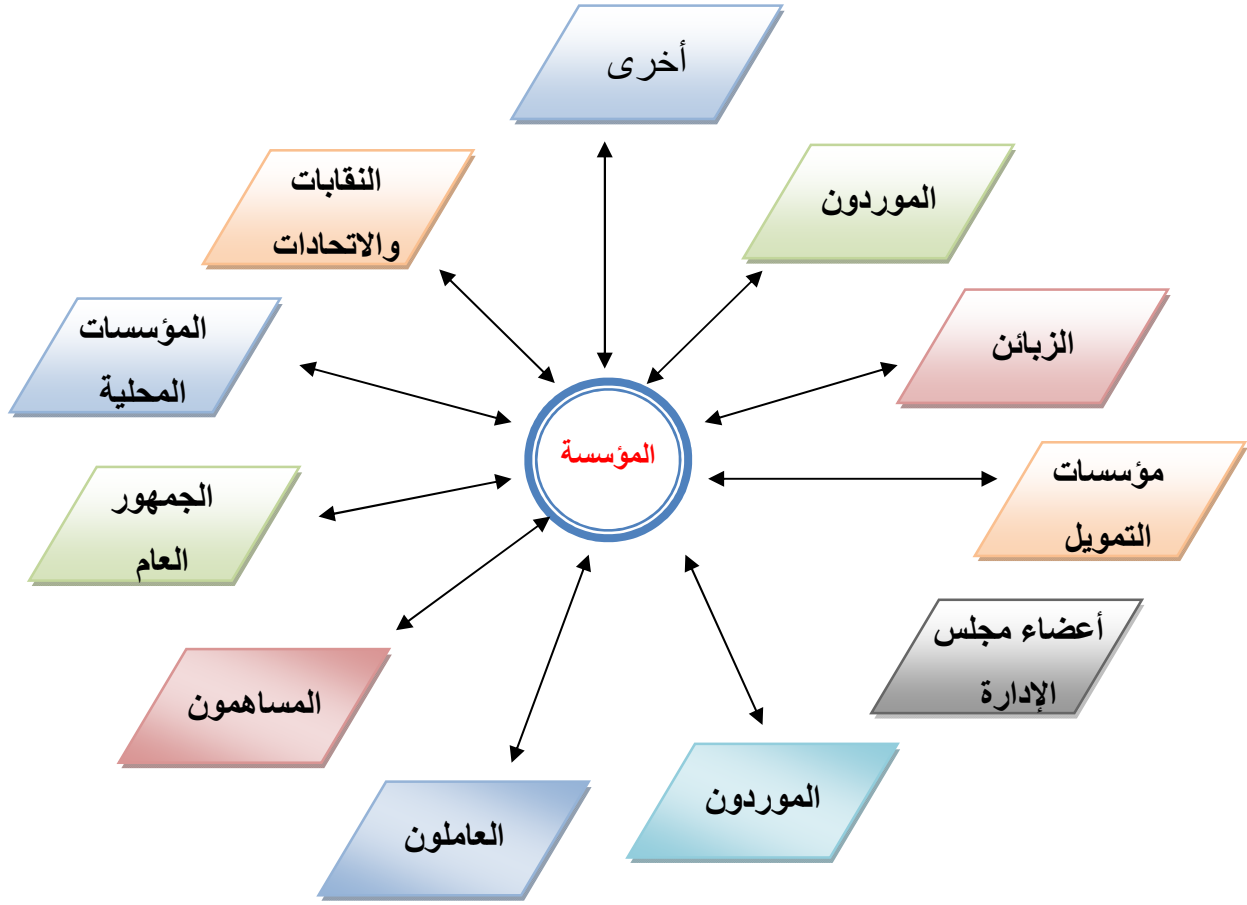 أخرى
الموردون
النقابات
والاتحادات
الزبائن
المؤسسات
المحلية
المؤسسة
مؤسسات
التمويل
الجمهور
العام
أعضاء مجلس
الإدارة
المساهمون
الموردون
العاملون